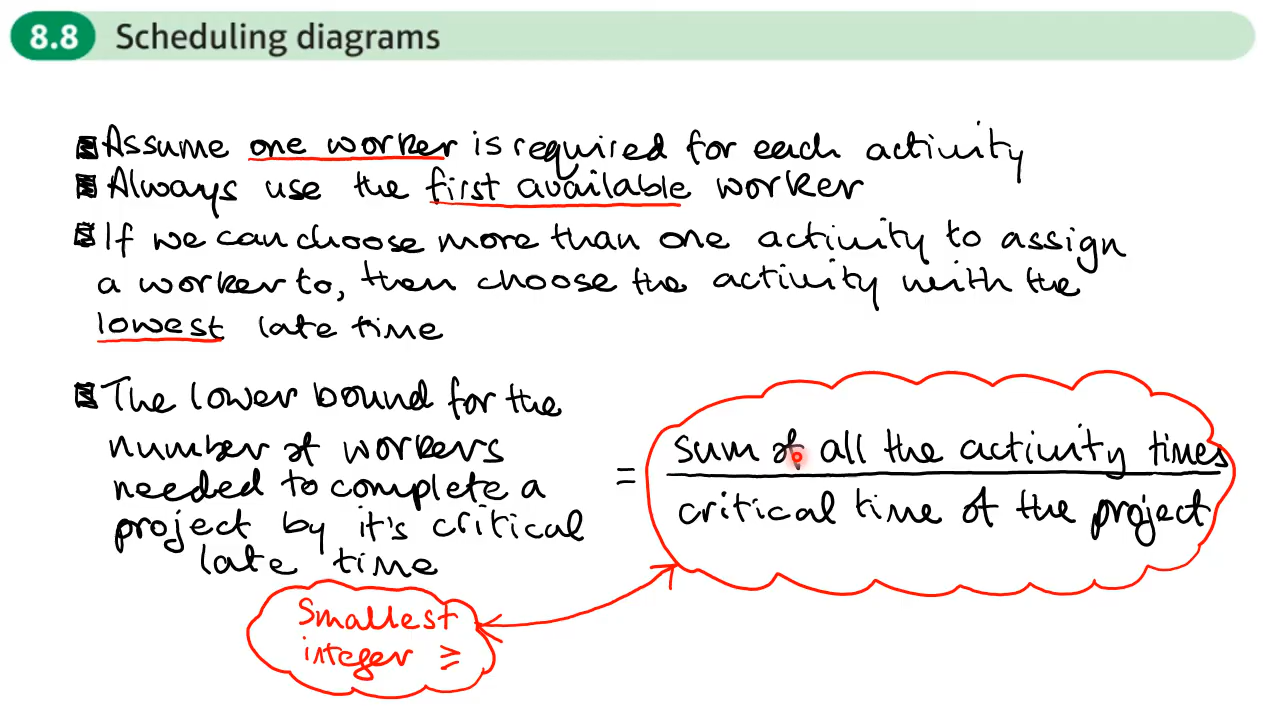 8.8 Scheduling diagrams
Assume one worker is required for each activity
Always use the first available worker
If we can choose more than one activity to assign
a worker to, then choose the activity with the
lowest late time
The lower bound for the
number of workers
needed to complete a
project by it's critical
late time
=
sum of all the activity times
critical time of the project
Smallest
integer ≥